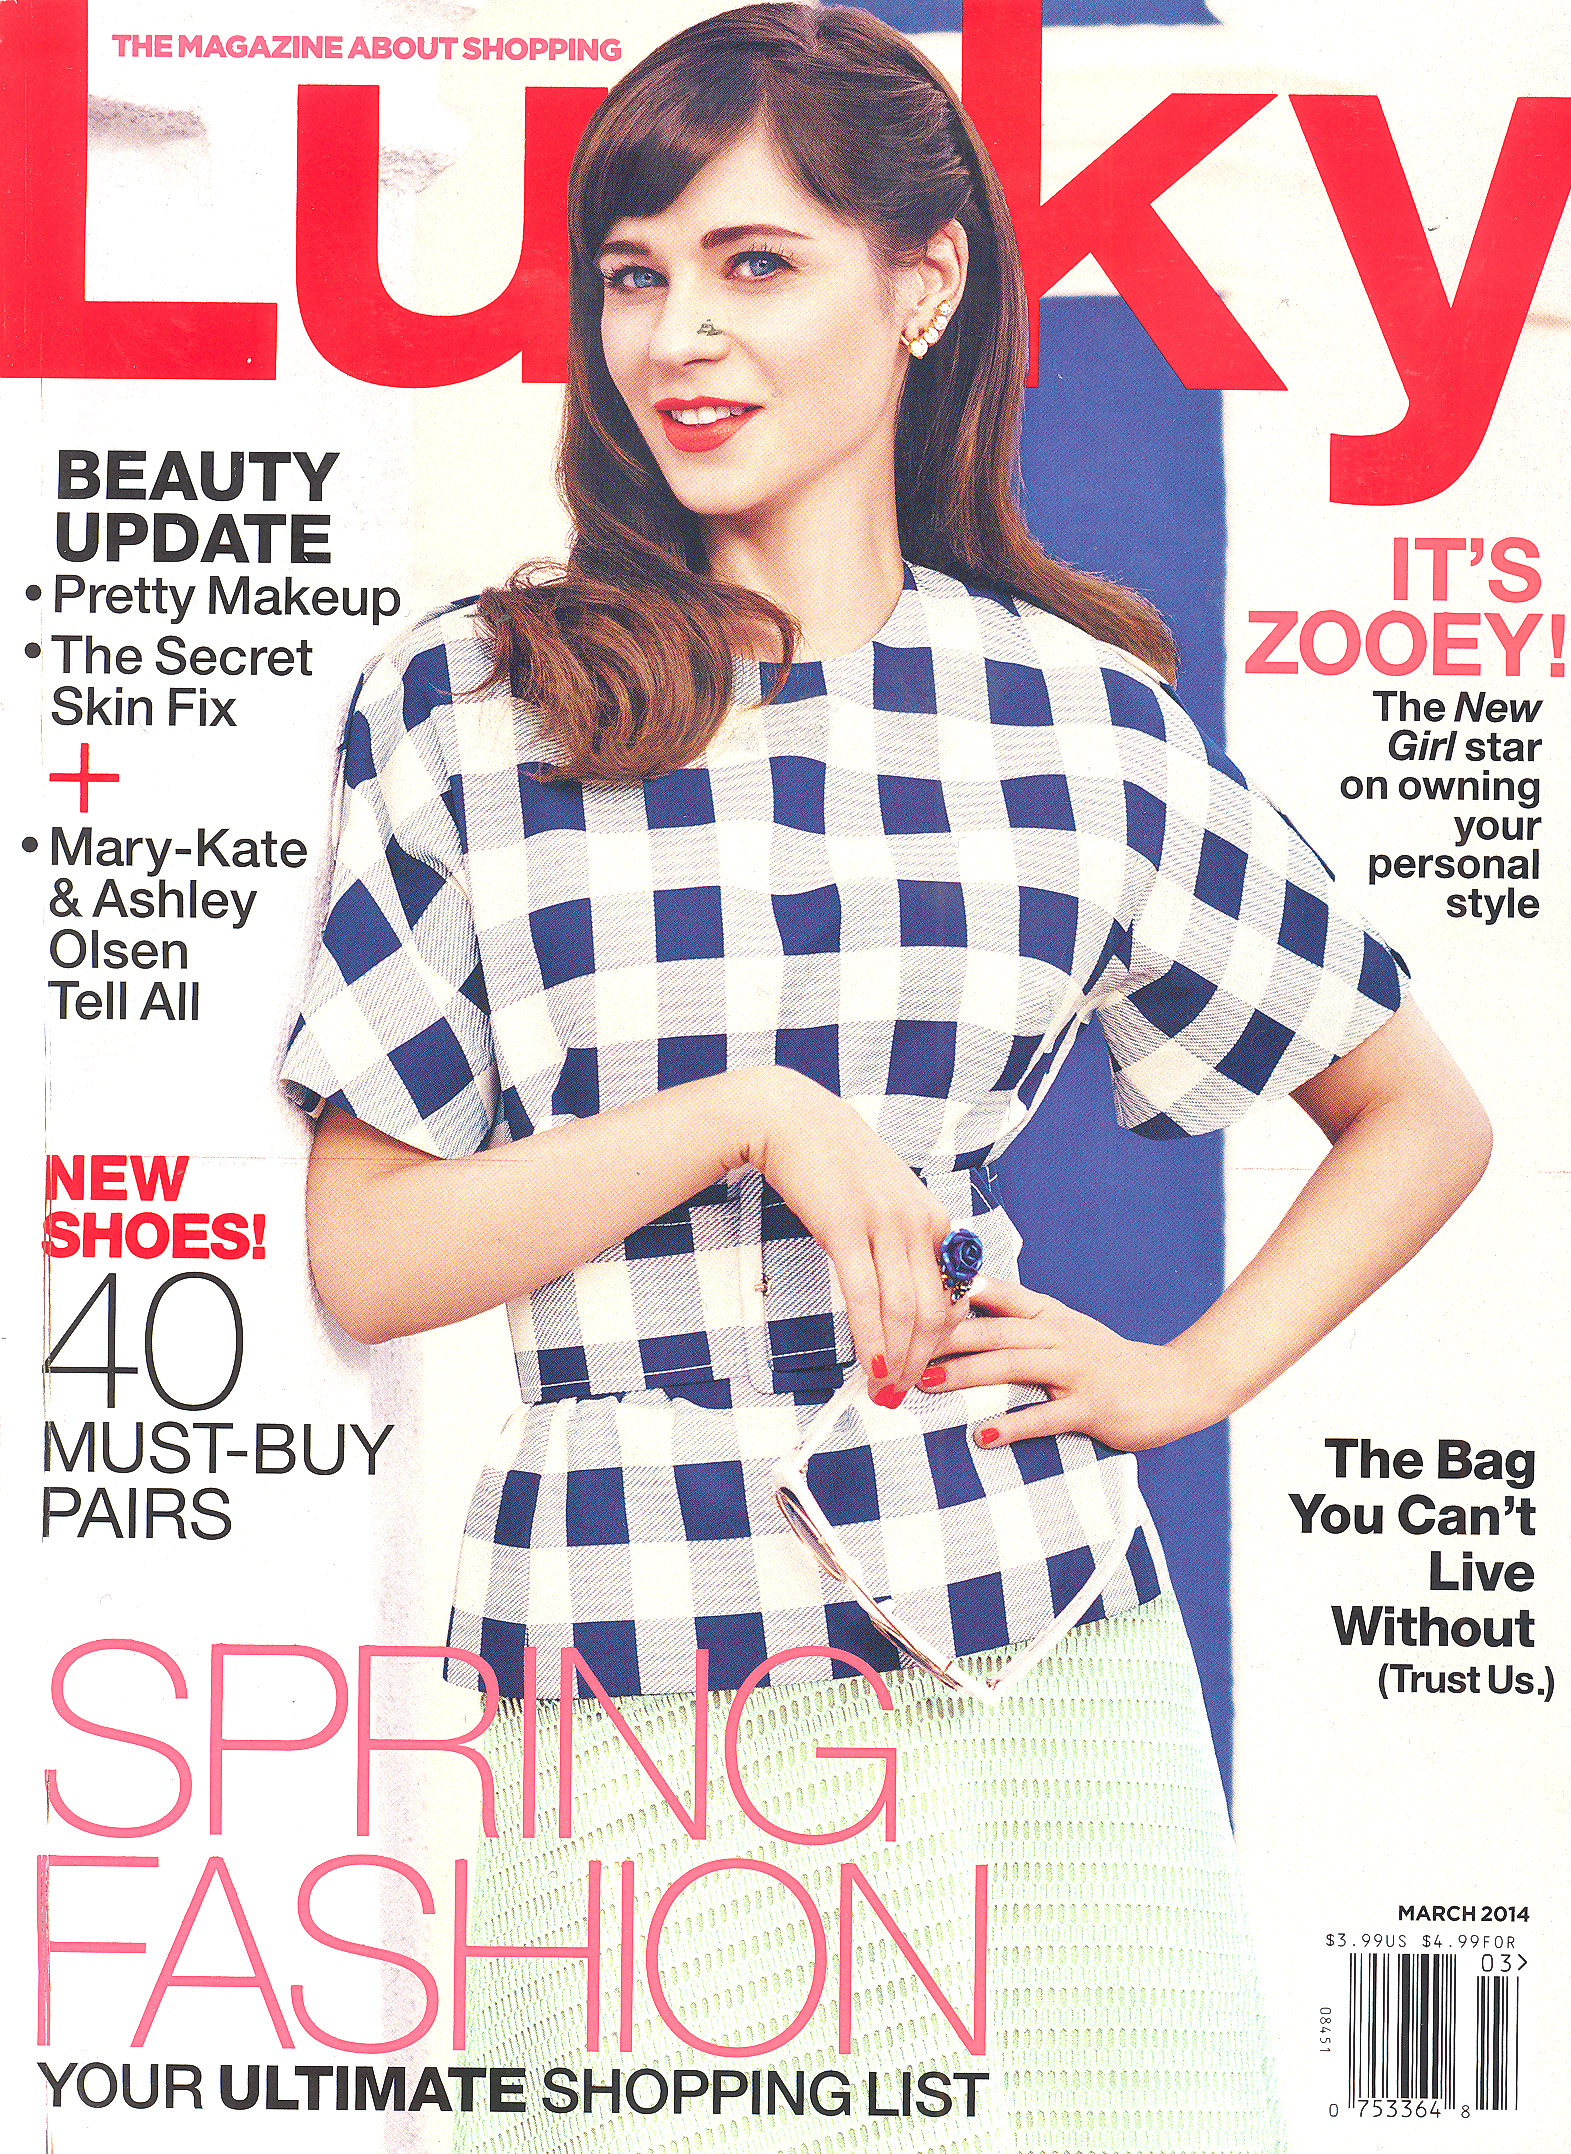 THE MAGAZINE ABOUT SHOPPING
Lucky
BEAUTY
UPDATE
• Pretty Makeup
• The Secret
Skin Fix
+
• Mary-Kate
& Ashley
Olsen
Tell All
IT'S
ZOOEY!
The New
Girl star
on owning
your
personal
style
NEW
SHOES!
40
MUST-BUY
PAIRS
The Bag
You Can't
Live
Without
(Trust Us.)
SPRING
FASHION
YOUR ULTIMATE SHOPPING LIST
MARCH 2014
$3.99US $4.99FOR
03>
08451
0 753364 8